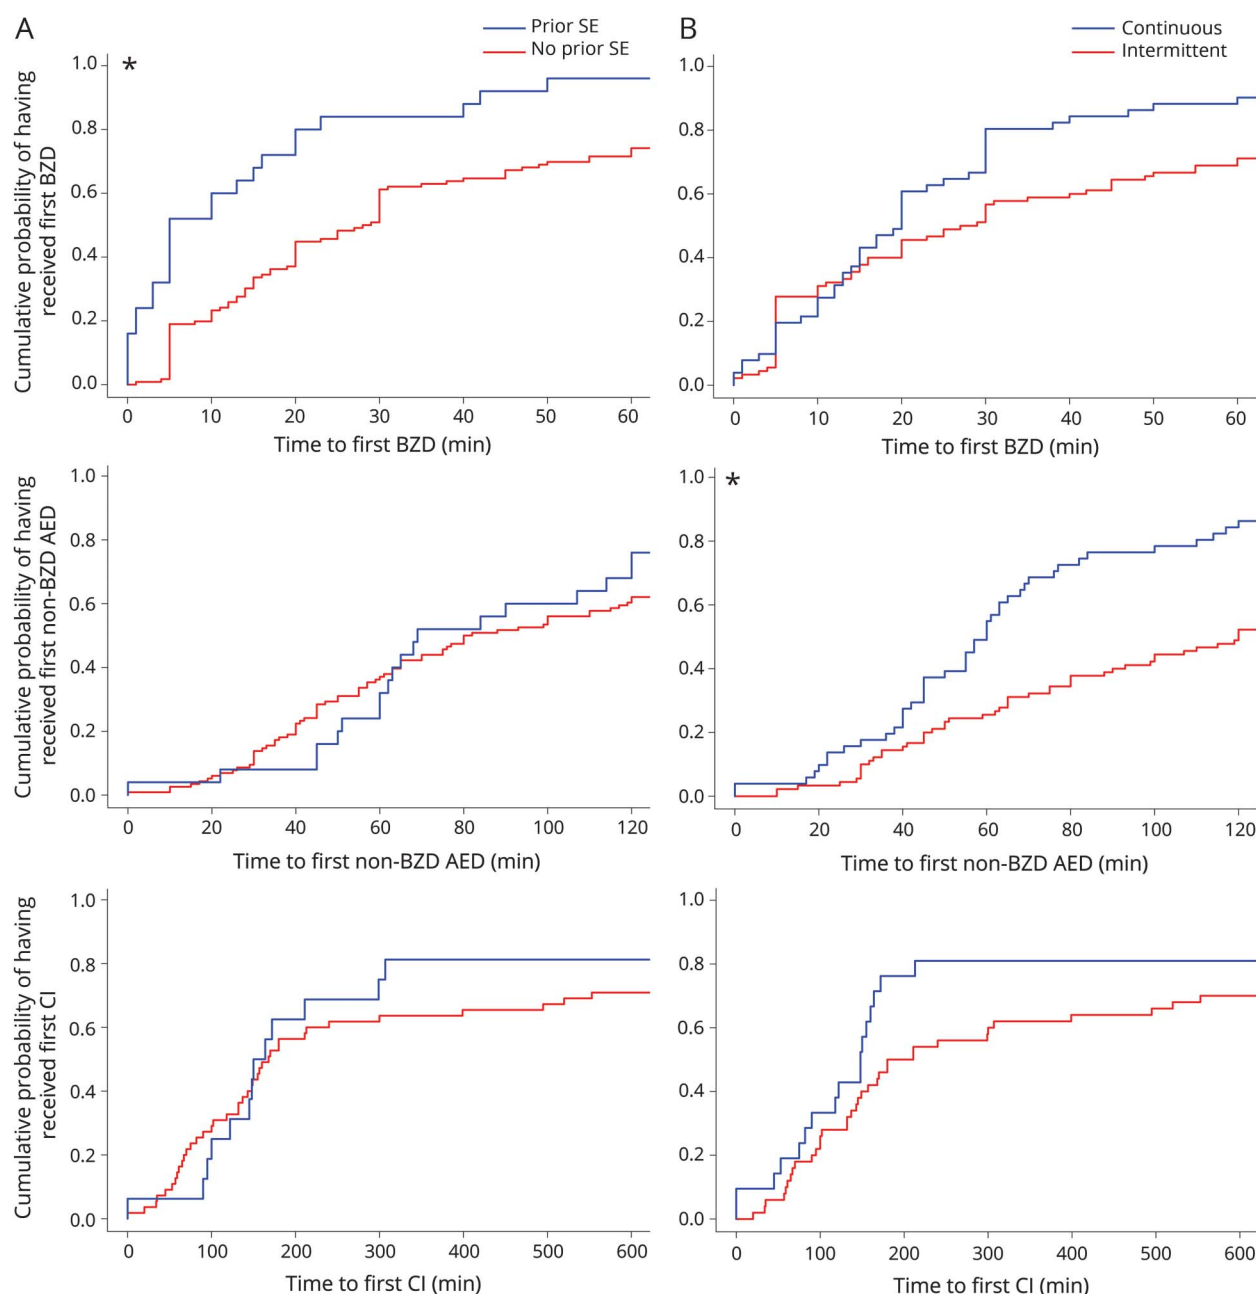 A
Prior SE
No prior SE
*
Cumulative probability of having
received first BZD
1.0
0.8
0.6
0.4
0.2
0.0
0 10 20 30 40 50 60
Time to first BZD (min)
B
Continuous
Intermittent
1.0
0.8
0.6
0.4
0.2
0.0
0 10 20 30 40 50 60
Time to first BZD (min)
Cumulative probability of having
received first non-BZD AED
1.0
0.8
0.6
0.4
0.2
0.0
0 20 40 60 80 100 120
Time to first non-BZD AED (min)
*
1.0
0.8
0.6
0.4
0.2
0.0
0 20 40 60 80 100 120
Time to first non-BZD AED (min)
Cumulative probability of having
received first CI
1.0
0.8
0.6
0.4
0.2
0.0
0 100 200 300 400 500 600
Time to first CI (min)
1.0
0.8
0.6
0.4
0.2
0.0
0 100 200 300 400 500 600
Time to first CI (min)